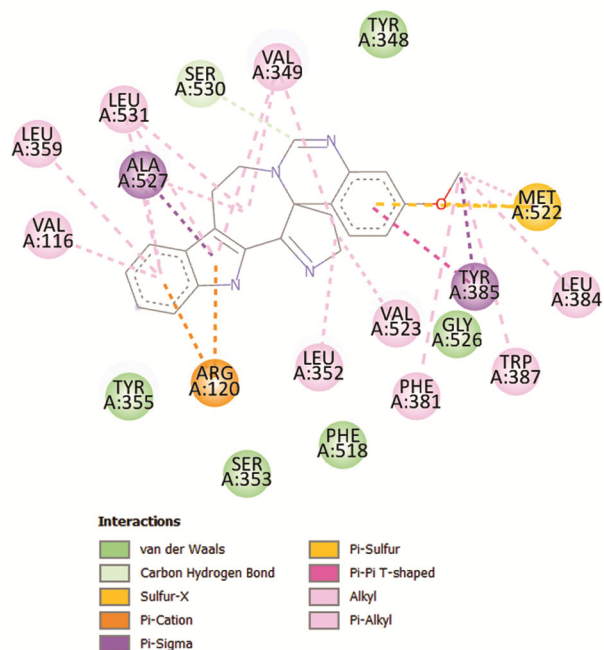 TYR
A:348
VAL
A:349
SER
A:530
LEU
A:531
LEU
A:359
ALA
A:527
N
N
MET
A:522
O
VAL
A:116
N
TYR
A:385
LEU
A:384
N
VAL
A:523
GLY
A:526
LEU
A:352
TRP
A:387
ARG
A:120
PHE
A:381
TYR
A:355
PHE
A:518
SER
A:353
Interactions
van der Waals
Carbon Hydrogen Bond
Sulfur-X
Pi-Cation
Pi-Sigma
Pi-Sulfur
Pi-Pi T-shaped
Alkyl
Pi-Alkyl